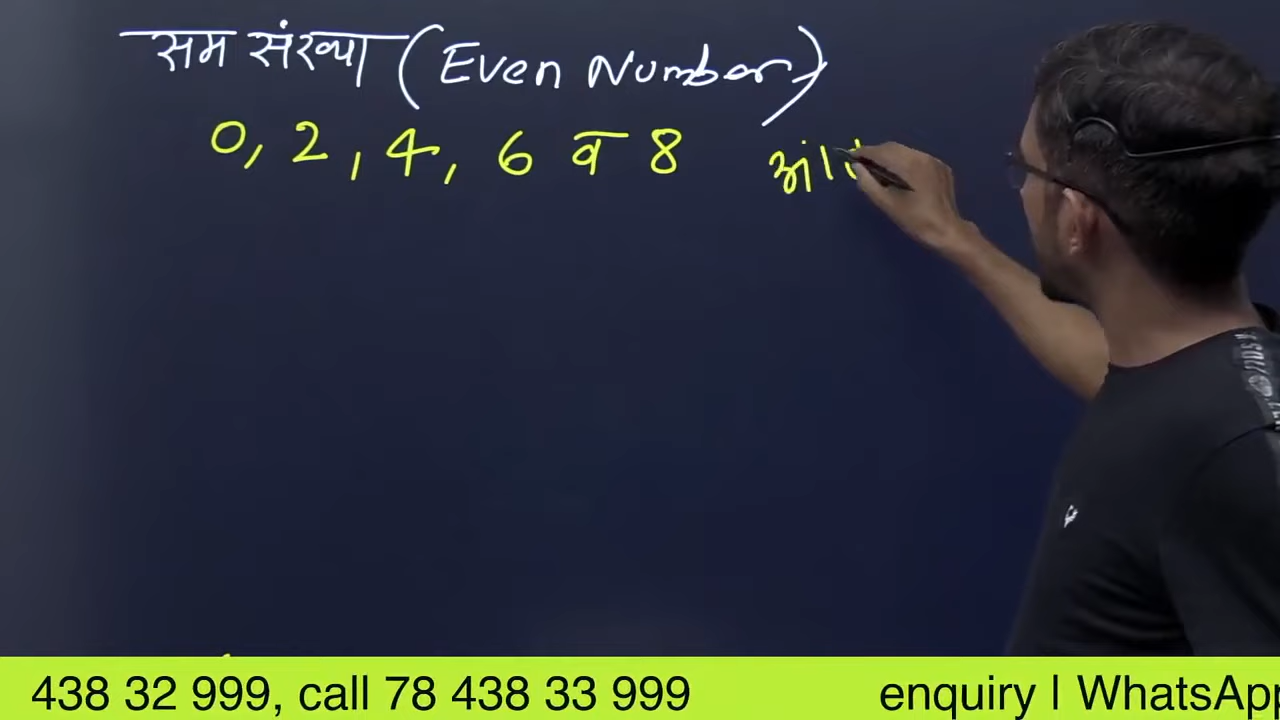 सम संख्या (Even Number)
0, 2, 4, 6 व 8
438 32 999, call 78 438 33 999 enquiry | WhatsApp